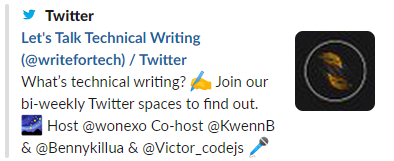 Twitter
Let's Talk Technical Writing
(@writefortech) / Twitter
What's technical writing? ✍️ Join our
bi-weekly Twitter spaces to find out.
🌌 Host @wonexo Co-host @KwennB
& @Bennykillua & @Victor_codejs 🎤